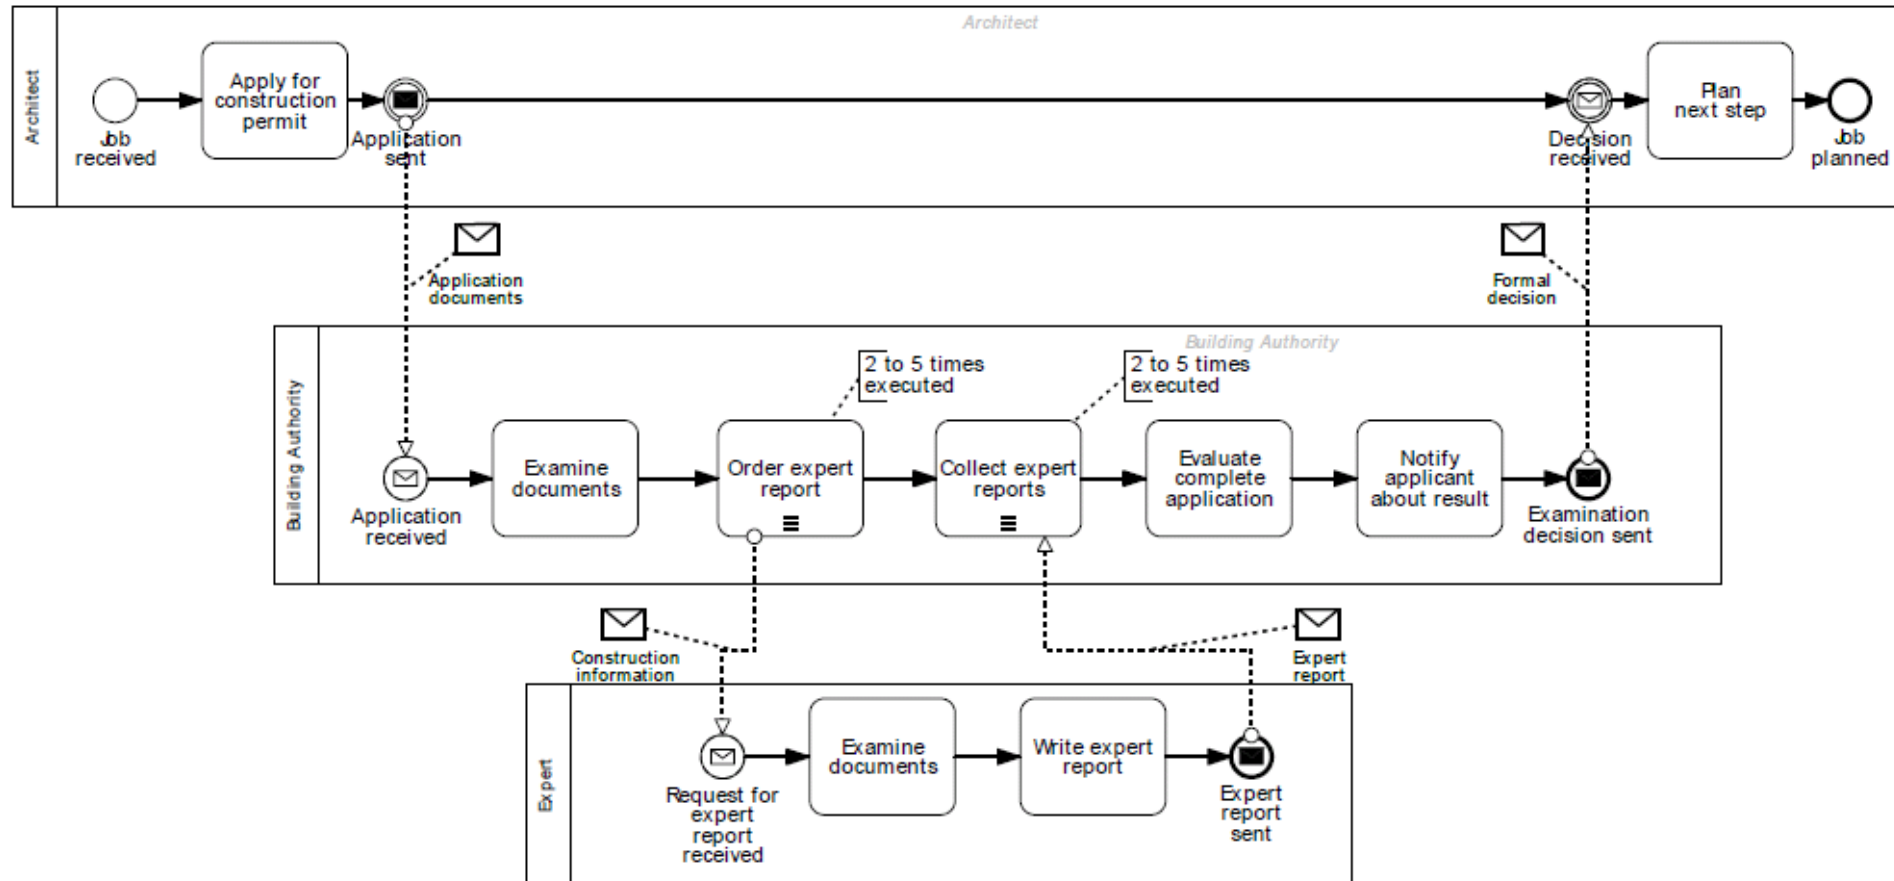 Architect
Architect
Job
received
Apply for
construction
permit
Application
sent
Decision
received
Plan
next step
Job
planned
Application
documents
Formal
decision
Building Authority
Building Authority
2 to 5 times
executed
2 to 5 times
executed
Application
received
Examine
documents
Order expert
report
Collect expert
reports
Evaluate
complete
application
Notify
applicant
about result
Examination
decision sent
Construction
information
Expert
report
Expert
Request for
expert
report
received
Examine
documents
Write expert
report
Expert
report
sent